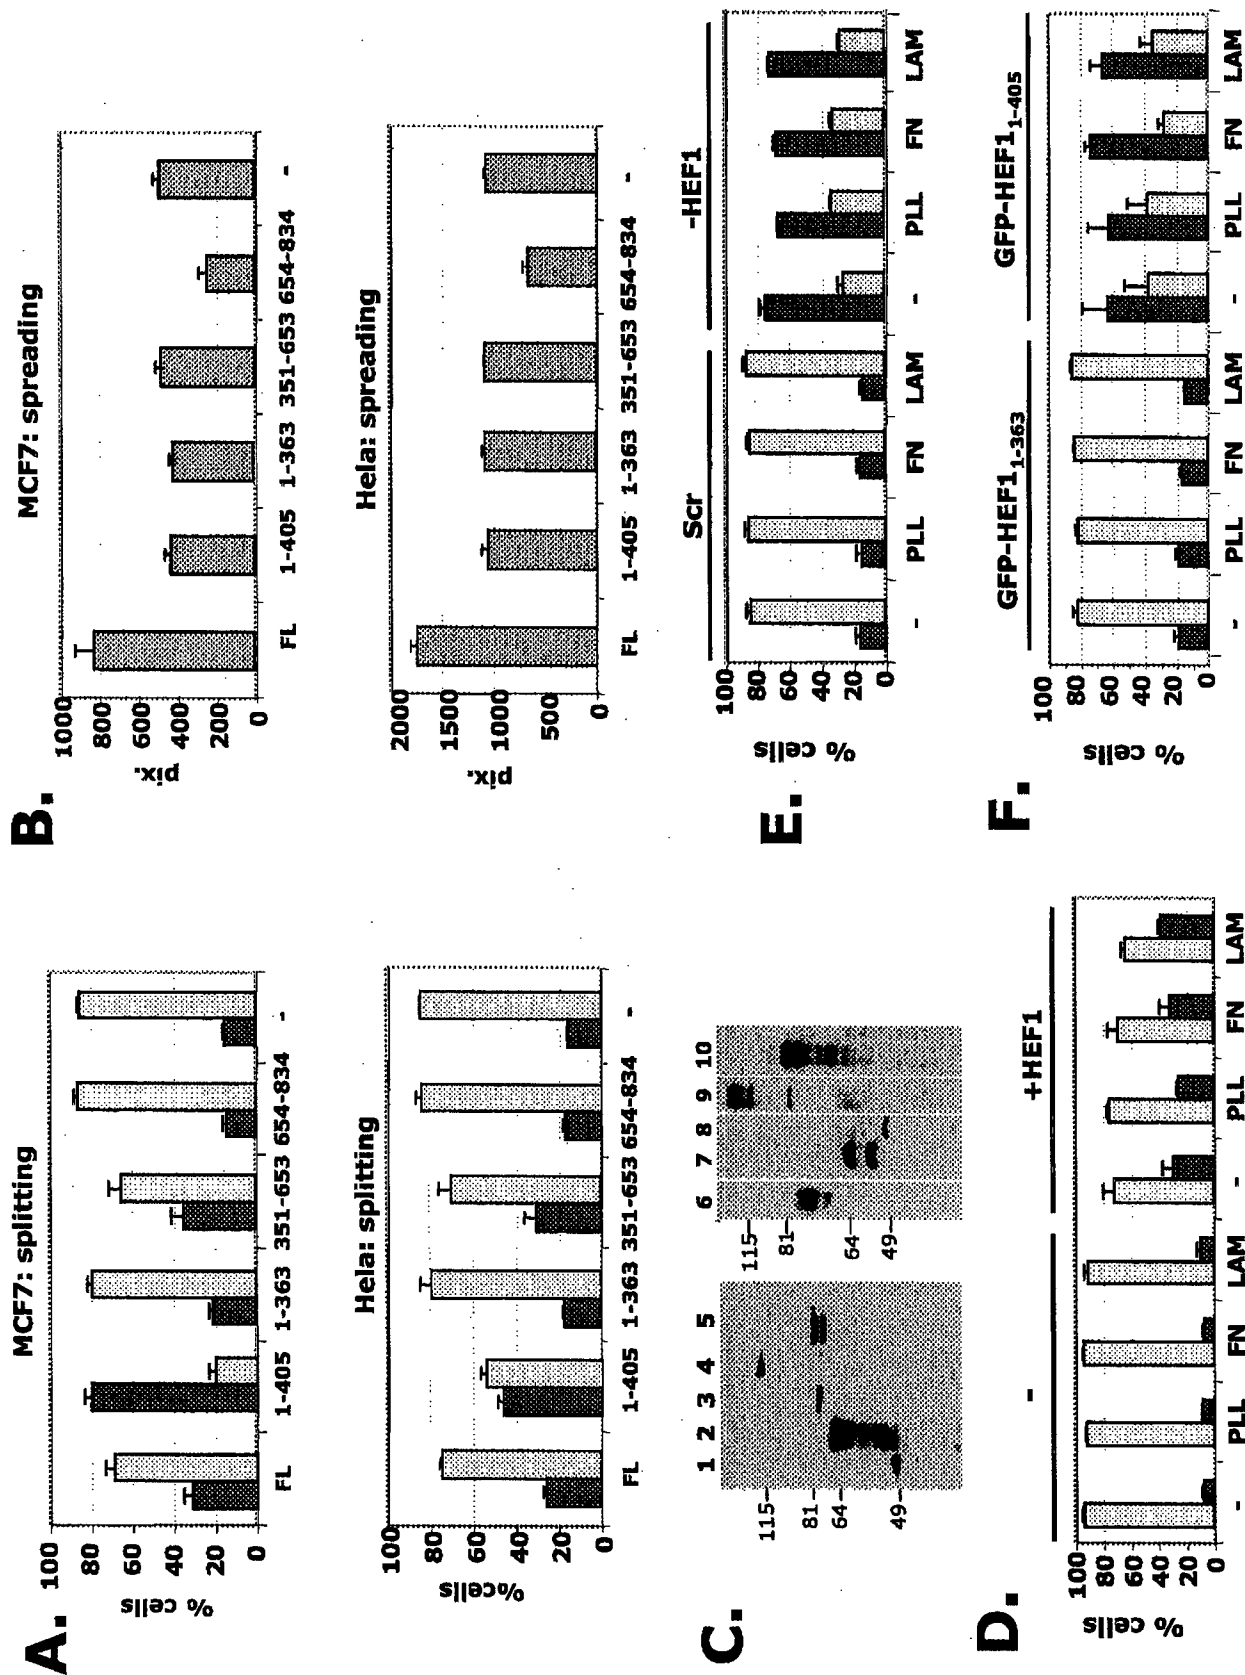 A.
MCF7: splitting
% cells
100
80
60
40
20
0
FL 1-405 1-363 351-653 654-834 -
Hela: splitting
%cells
100
80
60
40
20
0
FL 1-405 1-363 351-653 654-834 -
B.
MCF7: spreading
pix.
1000
800
600
400
200
0
FL 1-405 1-363 351-653 654-834 -
Hela: spreading
pix.
2000
1500
1000
500
0
FL 1-405 1-363 351-653 654-834 -
C.
1 2 3 4 5
115-
81-
64-
49-
6 7 8 9 10
115-
81-
64-
49-
D.
- +HEF1
% cells
100
80
60
40
20
0
- PLL FN LAM - PLL FN LAM
E.
Scr -HEF1
% cells
100
80
60
40
20
0
- PLL FN LAM - PLL FN LAM
F.
GFP-HEF1₁₋₃₆₃ GFP-HEF1₁₋₄₀₅
% cells
100
80
60
40
20
0
- PLL FN LAM - PLL FN LAM